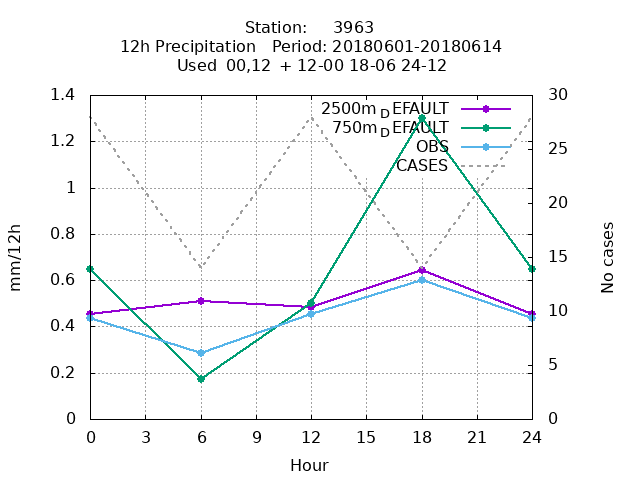 Station: 3963
12h Precipitation Period: 20180601-20180614
Used 00,12 + 12-00 18-06 24-12
1.4
1.2
1
0.8
0.6
0.4
0.2
0
mm/12h
2500m_DEFAULT
750m_DEFAULT
OBS
CASES
30
25
20
15
10
5
0
No cases
0 3 6 9 12 15 18 21 24
Hour